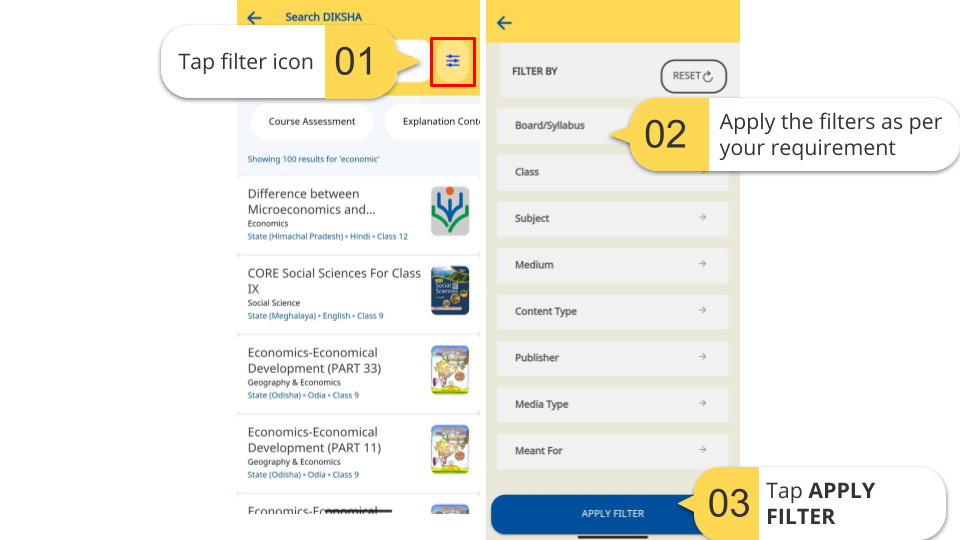 Search DIKSHA
Tap filter icon
01
Course Assessment
Explanation Conte
Showing 100 results for 'economic'
Difference between
Microeconomics and...
Economics
State (Himachal Pradesh) • Hindi • Class 12
CORE Social Sciences For Class
IX
Social Science
State (Meghalaya) • English • Class 9
Economics-Economical
Development (PART 33)
Geography & Economics
State (Odisha) • Odia • Class 9
Economics-Economical
Development (PART 11)
Geography & Economics
State (Odisha) • Odia • Class 9
Economics-Economical
FILTER BY
RESET
Board/Syllabus
02
Apply the filters as per
your requirement
Class
Subject
Medium
Content Type
Publisher
Media Type
Meant For
APPLY FILTER
03
Tap APPLY
FILTER